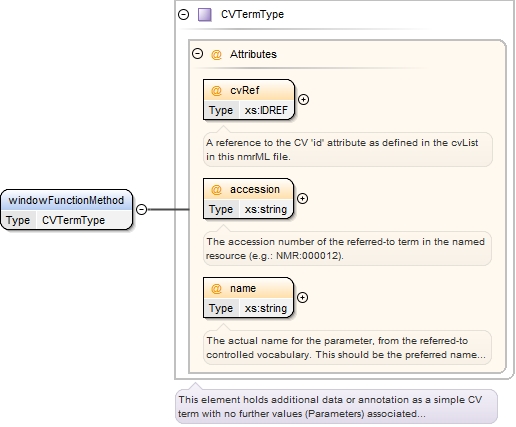 CVTermType
@ Attributes
@ cvRef
Type xs:IDREF
A reference to the CV 'id' attribute as defined in the cvList
in this nmrML file.
windowFunctionMethod
Type CVTermType
@ accession
Type xs:string
The accession number of the referred-to term in the named
resource (e.g.: NMR:000012).
@ name
Type xs:string
The actual name for the parameter, from the referred-to
controlled vocabulary. This should be the preferred name...
This element holds additional data or annotation as a simple CV
term with no further values (Parameters) associated...